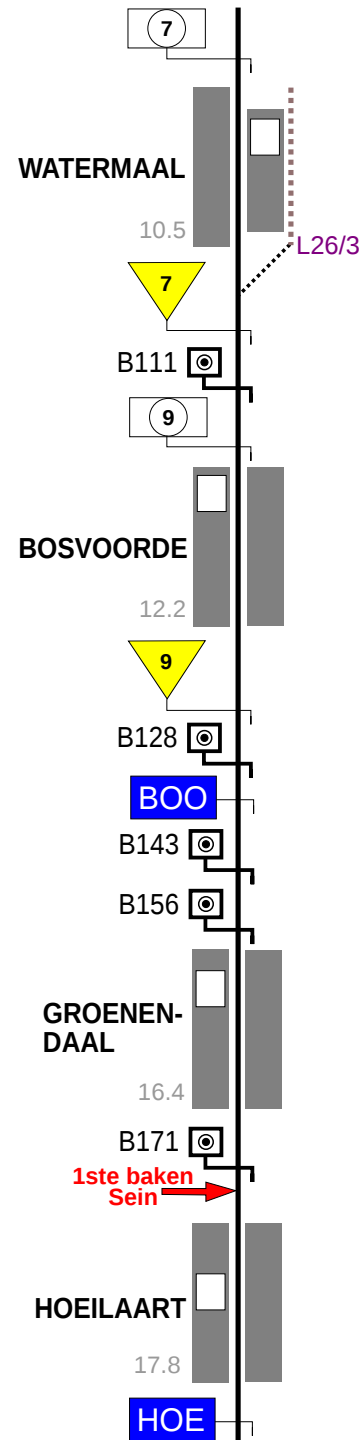 7
WATERMAAL
10.5
L26/3
7
B111
9
BOSVOORDE
12.2
9
B128
BOO
B143
B156
GROENEN-
DAAL
16.4
B171
1ste baken
Sein
HOEILAART
17.8
HOE